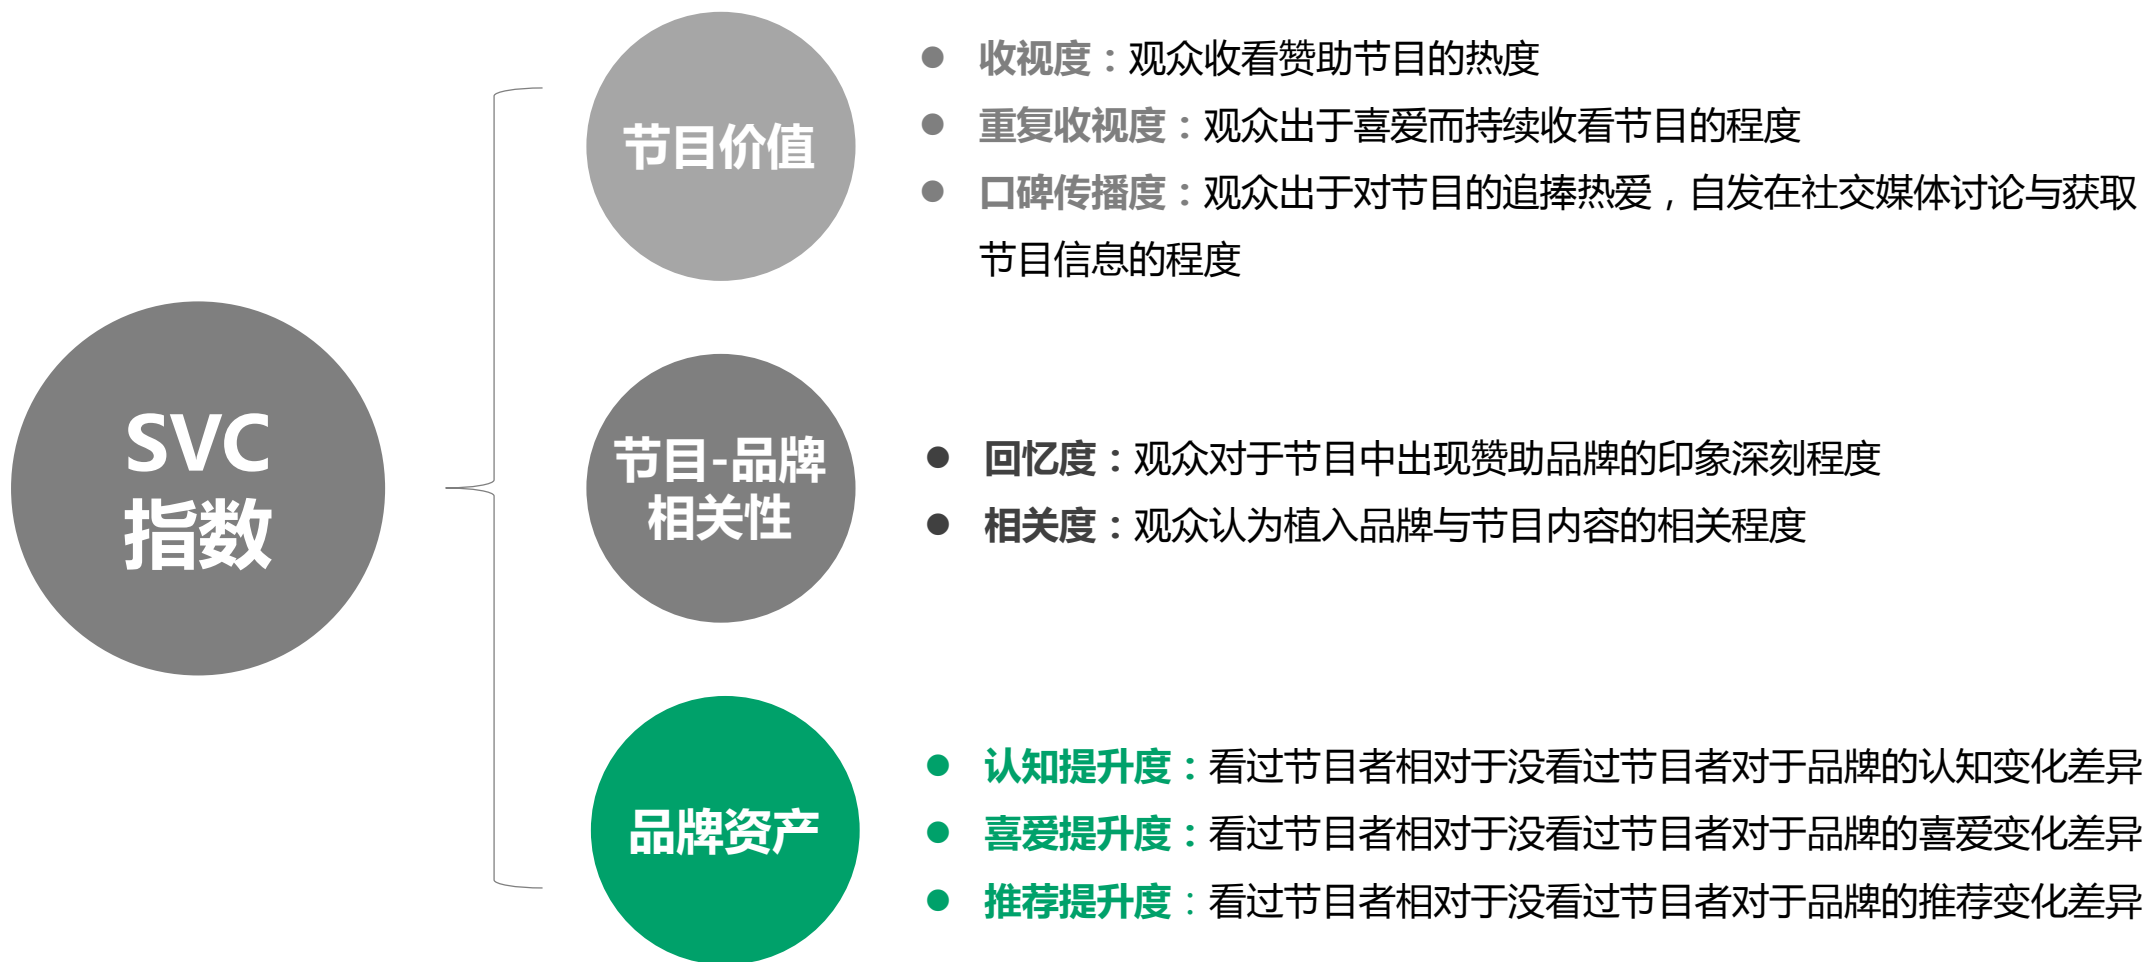 SVC
指数
节目价值
收视度：观众收看赞助节目的热度
重复收视度：观众出于喜爱而持续收看节目的程度
口碑传播度：观众出于对节目的追捧热爱，自发在社交媒体讨论与获取
节目信息的程度
节目-品牌
相关性
回忆度：观众对于节目中出现赞助品牌的印象深刻程度
相关度：观众认为植入品牌与节目内容的相关程度
品牌资产
认知提升度：看过节目者相对于没看过节目者对于品牌的认知变化差异
喜爱提升度：看过节目者相对于没看过节目者对于品牌的喜爱变化差异
推荐提升度：看过节目者相对于没看过节目者对于品牌的推荐变化差异